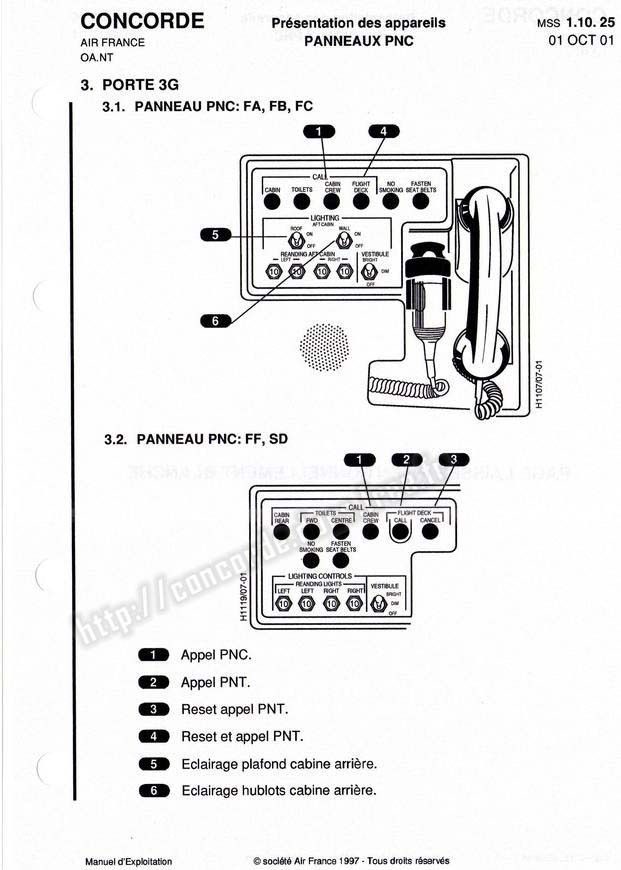 CONCORDE
AIR FRANCE
OA.NT
Présentation des appareils
PANNEAUX PNC
MSS 1.10. 25
01 OCT 01
3. PORTE 3G
3.1. PANNEAU PNC: FA, FB, FC
1 4
CALL
CABIN TOILETS CABIN CREW FLIGHT DECK NO SMOKING FASTEN SEAT BELTS
LIGHTING
AFT CABIN
5
ROOF ON OFF WALL ON OFF
REANDING AFT CABIN
LEFT RIGHT
10 10 10 10
VESTIBULE
BRIGHT
DIM
OFF
6
H1107/07-01
3.2. PANNEAU PNC: FF, SD
1 2 3
CALL
CABIN REAR TOILETS FWD CENTRE CABIN CREW FLIGHT DECK CALL CANCEL
NO SMOKING FASTEN SEAT BELTS
LIGHTING CONTROLS
REANDING LIGHTS
LEFT LEFT RIGHT RIGHT
10 10 10 10
VESTIBULE
BRIGHT
DIM
OFF
H1119/07-01
1 Appel PNC.
2 Appel PNT.
3 Reset appel PNT.
4 Reset et appel PNT.
5 Eclairage plafond cabine arrière.
6 Eclairage hublots cabine arrière.
Manuel d'Exploitation
© société Air France 1997 - Tous droits réservés